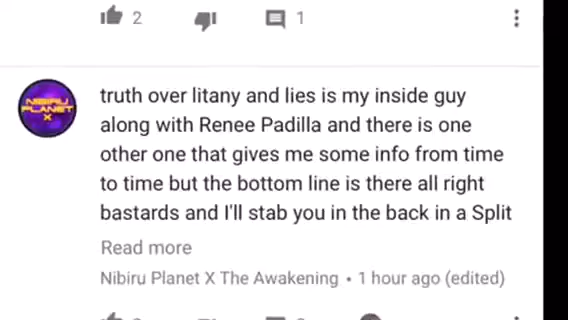 2 1
NIBIRU
PLANET
X
truth over litany and lies is my inside guy
along with Renee Padilla and there is one
other one that gives me some info from time
to time but the bottom line is there all right
bastards and I'll stab you in the back in a Split
Read more
Nibiru Planet X The Awakening • 1 hour ago (edited)